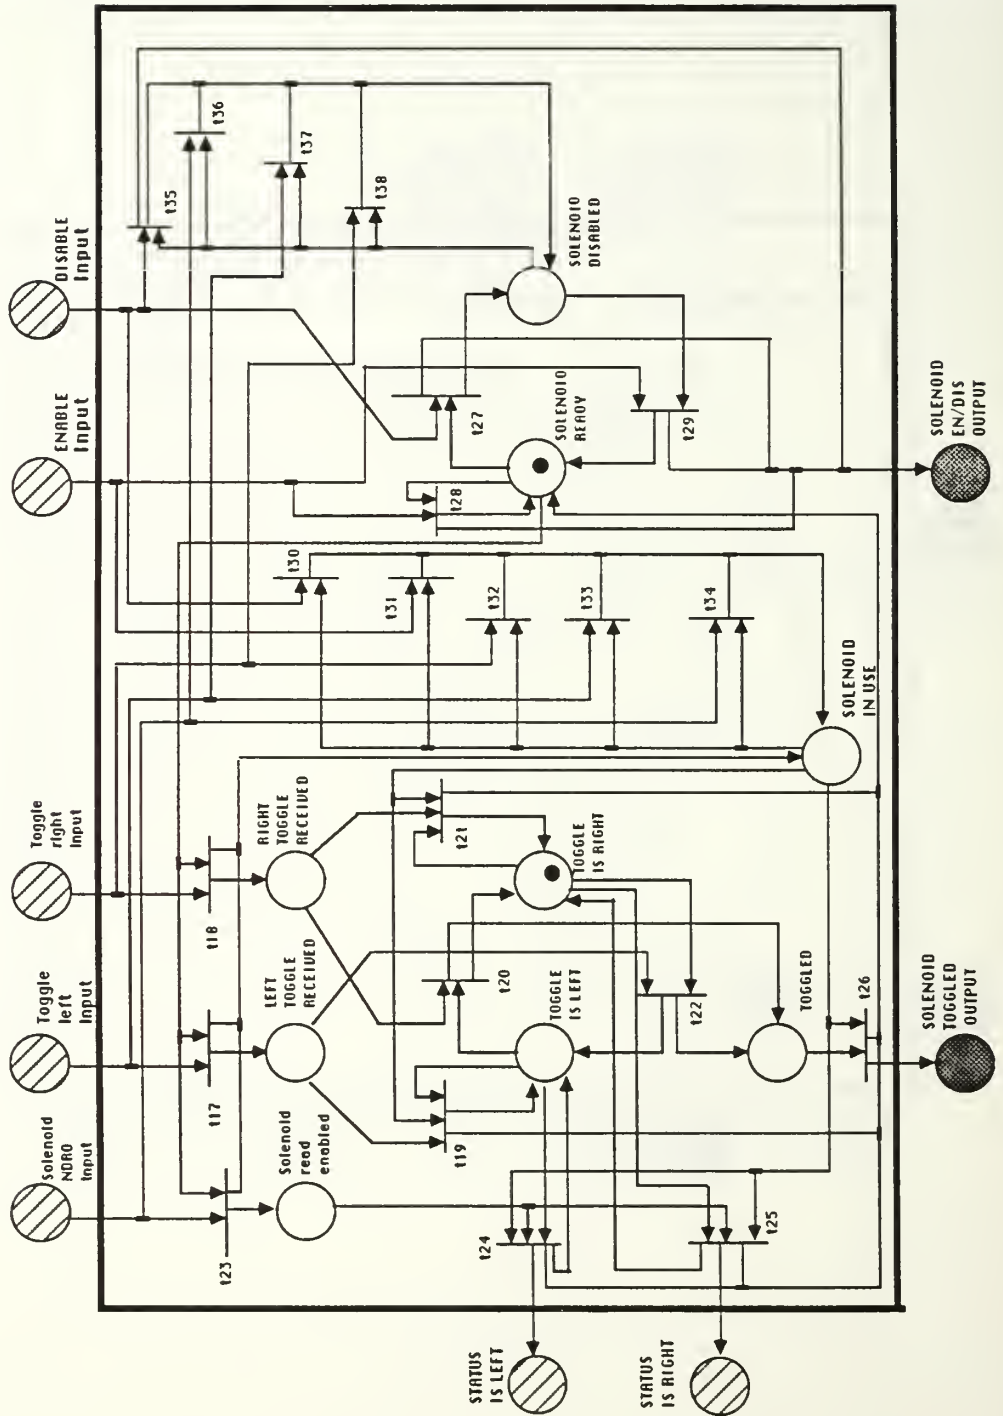 Solenoid
NDRO
Input
Toggle
left
Input
Toggle
right
Input
ENABLE
Input
DISABLE
Input
t23
t17
t18
t35
t36
t37
t38
Solenoid
read
enabled
LEFT
TOGGLE
RECEIVED
RIGHT
TOGGLE
RECEIVED
t30
t31
t32
t33
t34
t28
t27
t29
SOLENOID
READY
SOLENOID
DISABLED
t19
t20
t21
STATUS
IS LEFT
t24
TOGGLE
IS LEFT
TOGGLE
IS RIGHT
t22
STATUS
IS RIGHT
t25
TOGGLED
SOLENOID
IN USE
t26
SOLENOID
TOGGLED
OUTPUT
SOLENOID
EN/DIS
OUTPUT